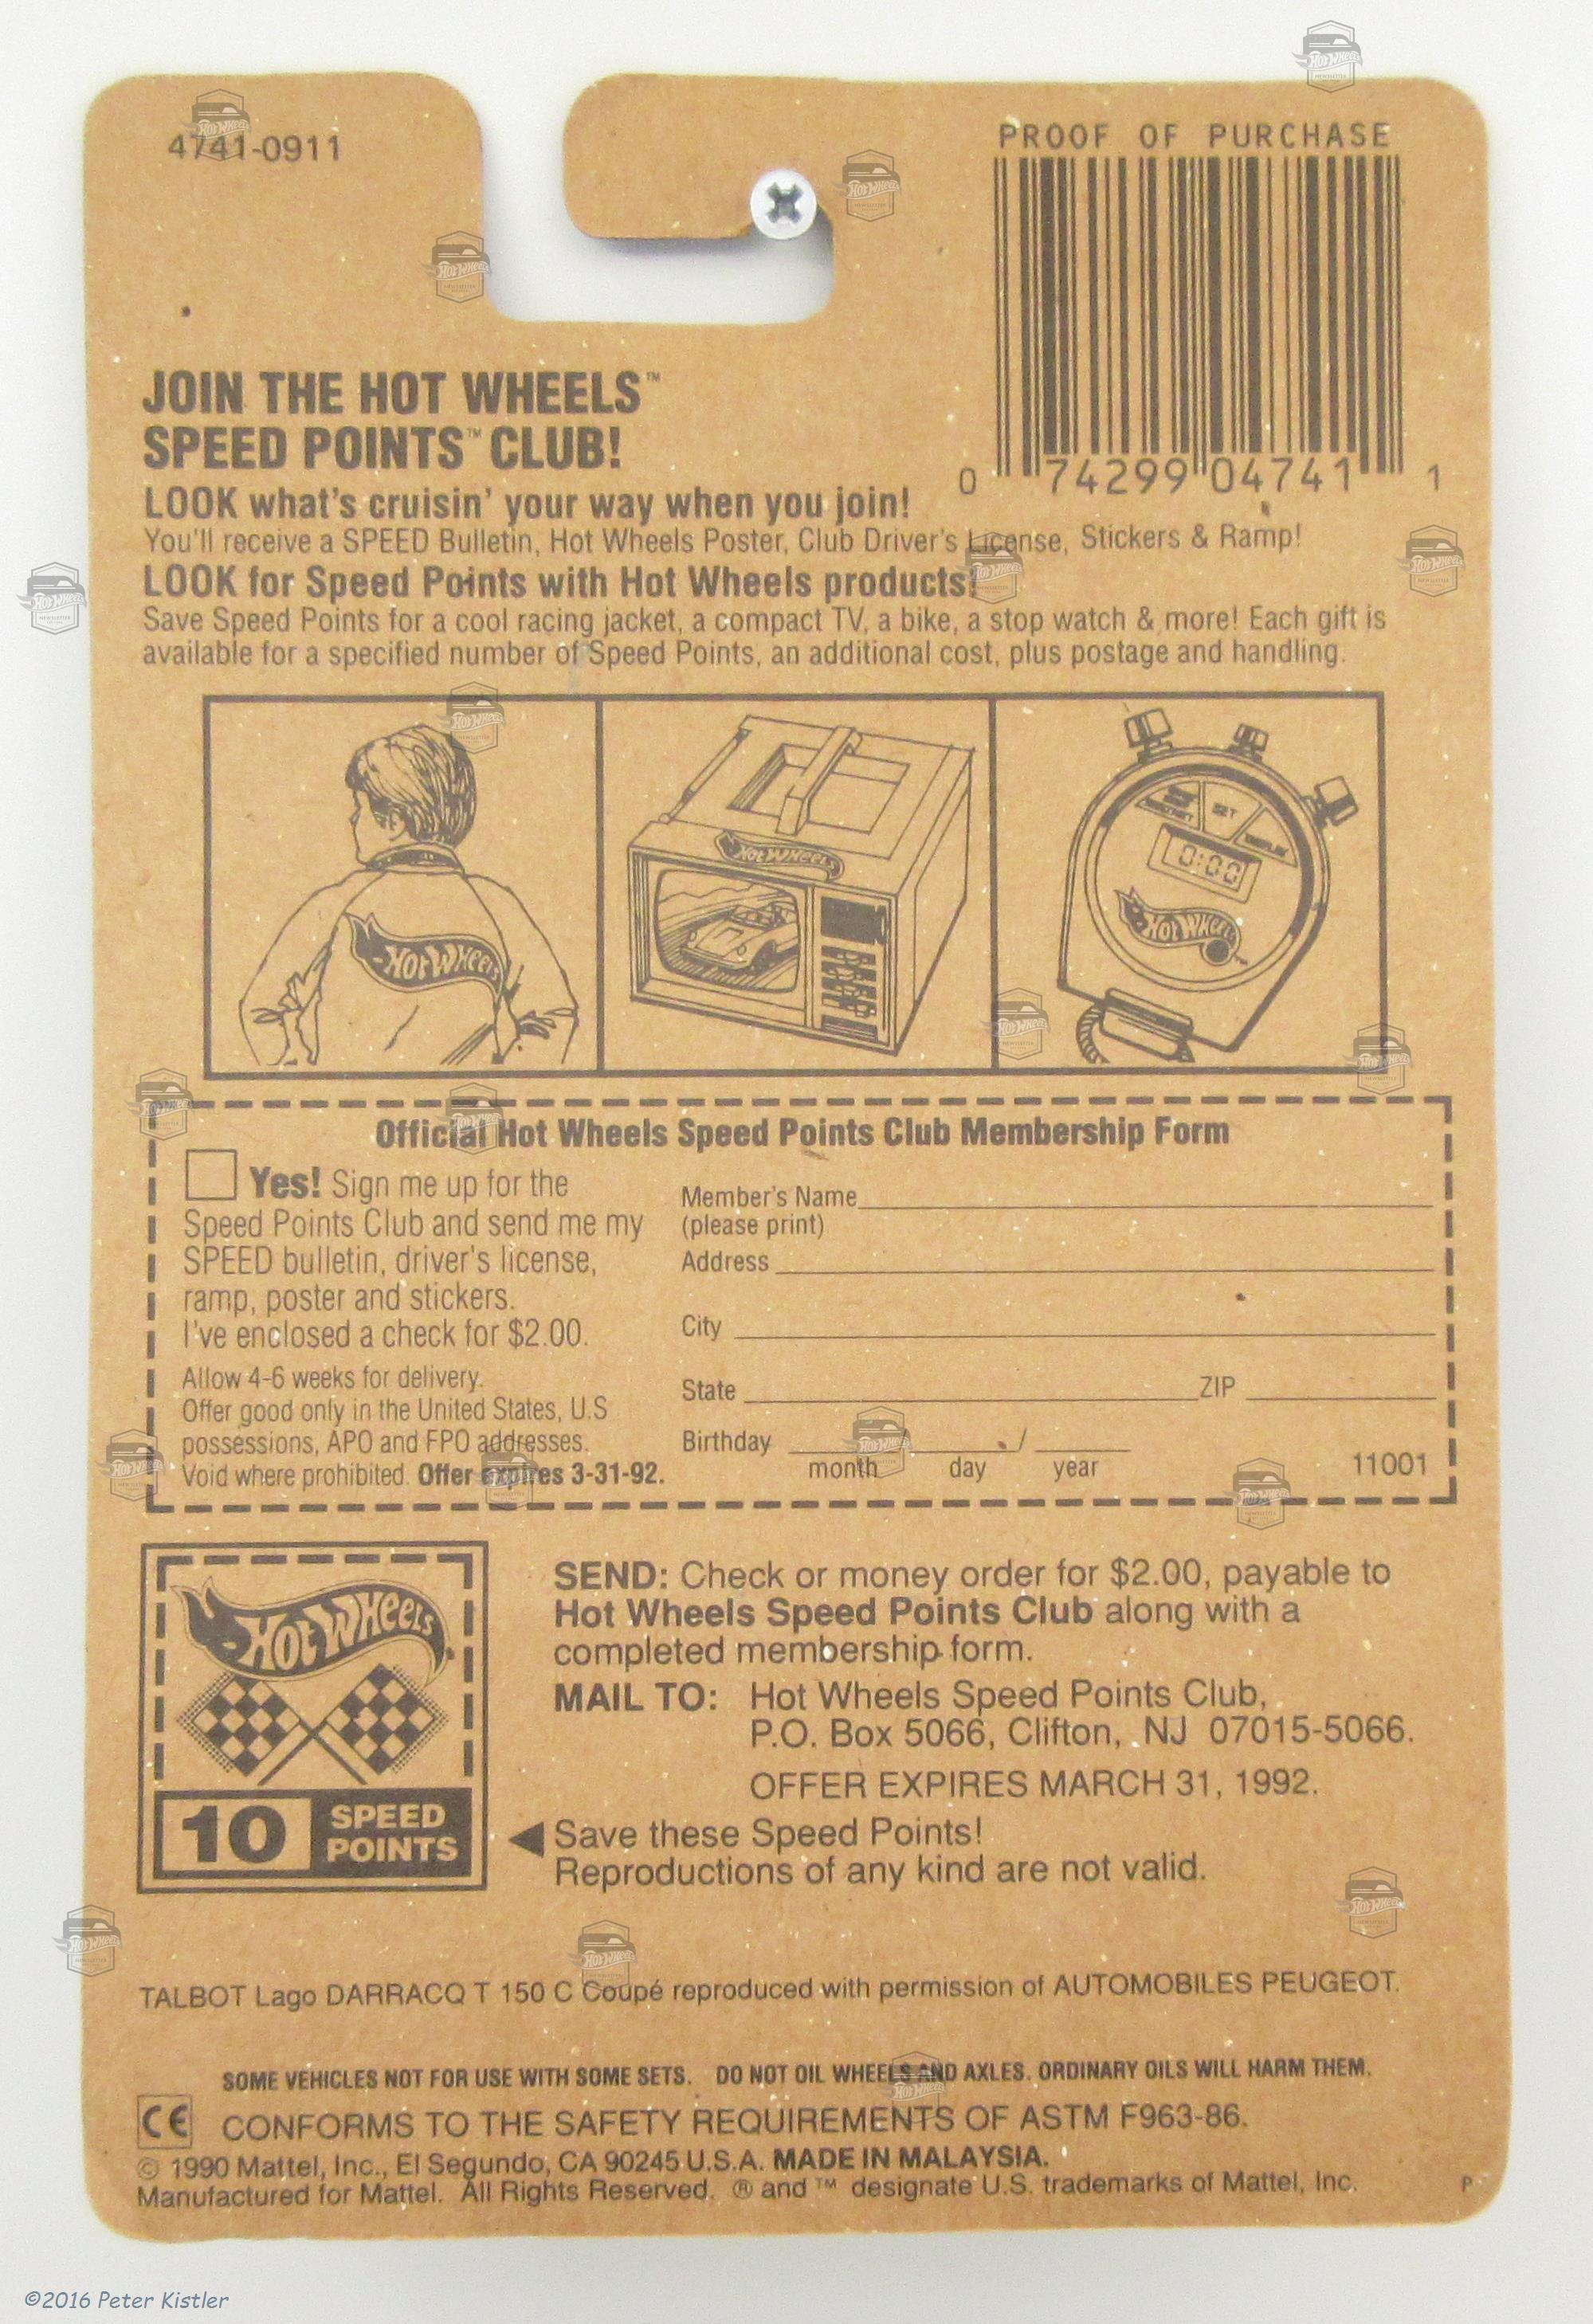 4741-0911
PROOF OF PURCHASE
0 74299 04741 1
JOIN THE HOT WHEELS™
SPEED POINTS™ CLUB!
LOOK what's cruisin' your way when you join!
You'll receive a SPEED Bulletin, Hot Wheels Poster, Club Driver's License, Stickers & Ramp!
LOOK for Speed Points with Hot Wheels products!
Save Speed Points for a cool racing jacket, a compact TV, a bike, a stop watch & more! Each gift is
available for a specified number of Speed Points, an additional cost, plus postage and handling.
HOT WHEELS
HOT WHEELS
SET
0:00
HOT WHEELS
Official Hot Wheels Speed Points Club Membership Form
Yes! Sign me up for the
Speed Points Club and send me my
SPEED bulletin, driver's license,
ramp, poster and stickers.
I've enclosed a check for $2.00.
Allow 4-6 weeks for delivery.
Offer good only in the United States, U.S
possessions, APO and FPO addresses.
Void where prohibited. Offer expires 3-31-92.
Member's Name
(please print)
Address
City
State ZIP
Birthday / /
month day year
11001
HOT WHEELS
10 SPEED
POINTS
SEND: Check or money order for $2.00, payable to
Hot Wheels Speed Points Club along with a
completed membership form.
MAIL TO: Hot Wheels Speed Points Club,
P.O. Box 5066, Clifton, NJ 07015-5066.
OFFER EXPIRES MARCH 31, 1992.
◀ Save these Speed Points!
Reproductions of any kind are not valid.
TALBOT Lago DARRACQ T 150 C Coupé reproduced with permission of AUTOMOBILES PEUGEOT.
SOME VEHICLES NOT FOR USE WITH SOME SETS. DO NOT OIL WHEELS AND AXLES. ORDINARY OILS WILL HARM THEM.
CE CONFORMS TO THE SAFETY REQUIREMENTS OF ASTM F963-86.
© 1990 Mattel, Inc., El Segundo, CA 90245 U.S.A. MADE IN MALAYSIA.
Manufactured for Mattel. All Rights Reserved. ® and ™ designate U.S. trademarks of Mattel, Inc. P
©2016 Peter Kistler